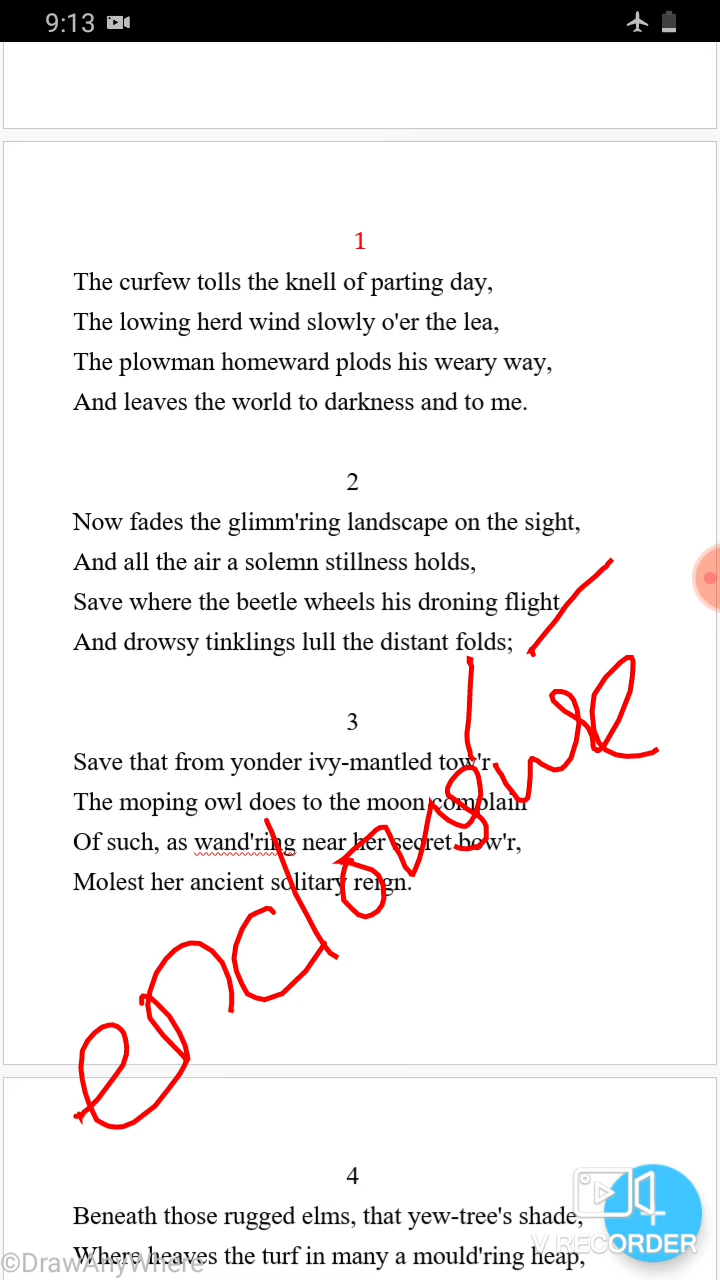 9:13
1
The curfew tolls the knell of parting day,
The lowing herd wind slowly o'er the lea,
The plowman homeward plods his weary way,
And leaves the world to darkness and to me.
2
Now fades the glimm'ring landscape on the sight,
And all the air a solemn stillness holds,
Save where the beetle wheels his droning flight,
And drowsy tinklings lull the distant folds;
3
Save that from yonder ivy-mantled tow'r
The moping owl does to the moon complain
Of such, as wand'ring near her secret bow'r,
Molest her ancient solitary reign.
4
Beneath those rugged elms, that yew-tree's shade,
Where heaves the turf in many a mould'ring heap,
©DrawAnyWhere
V RECORDER